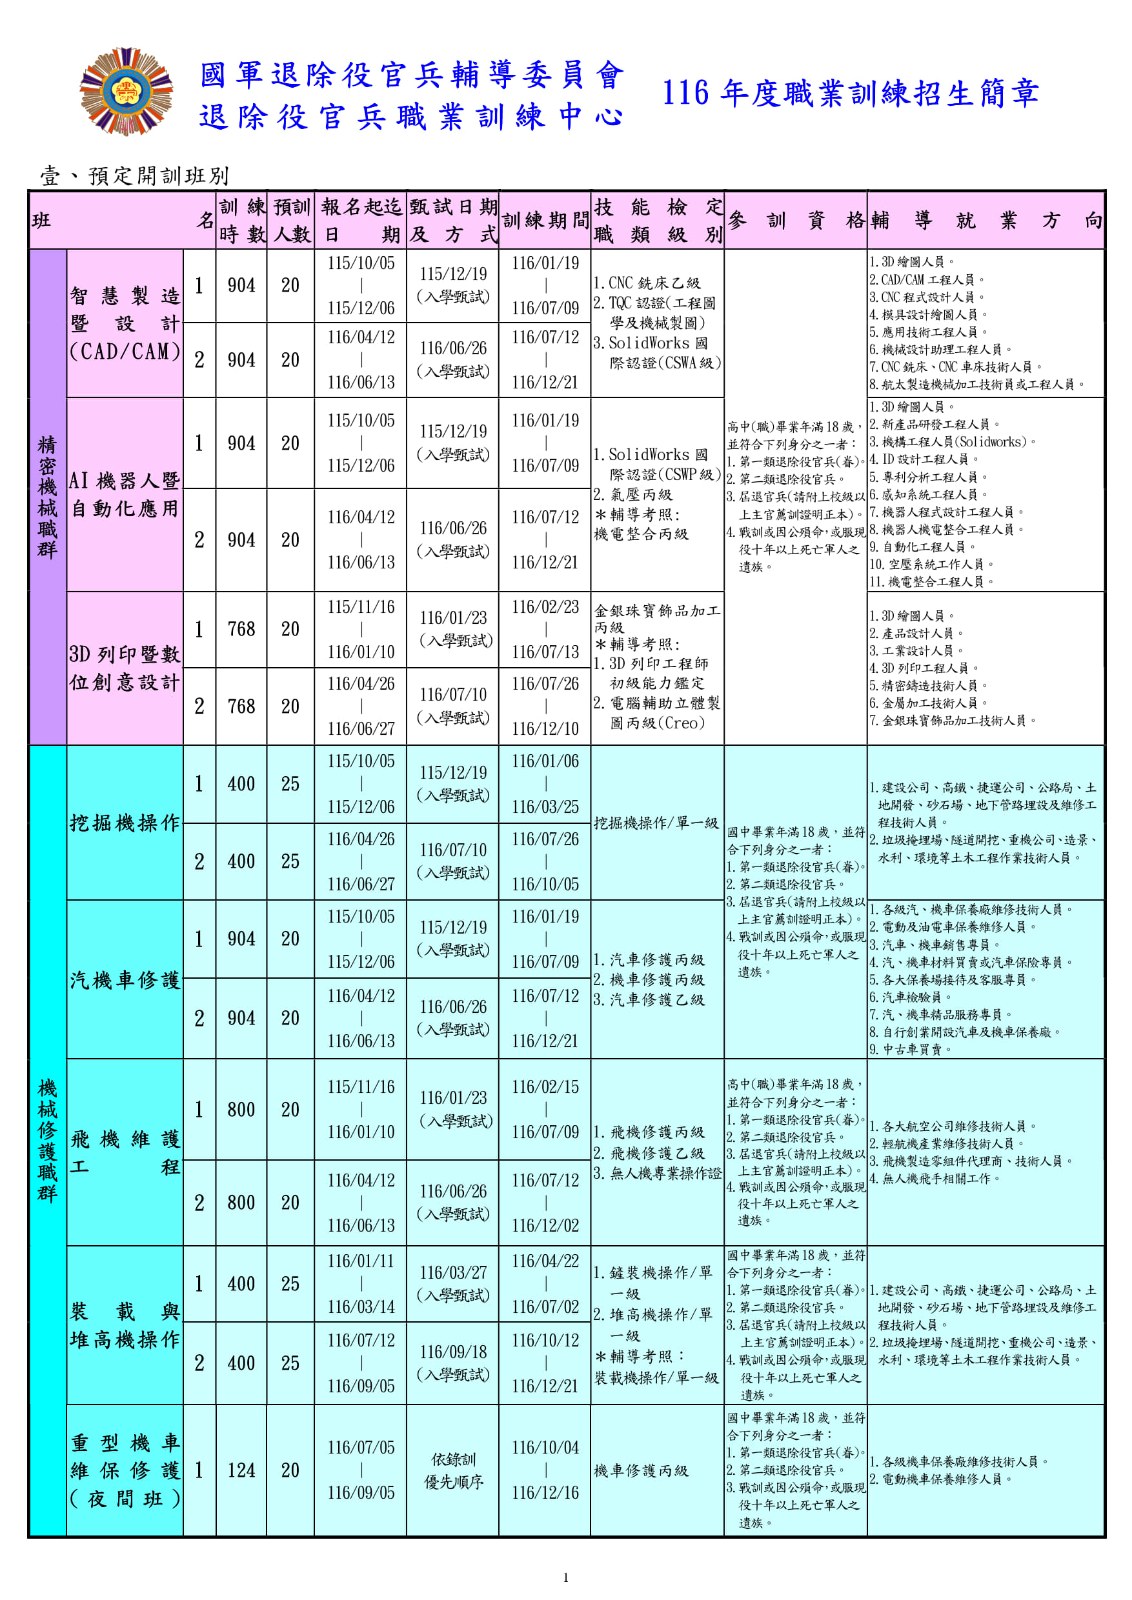 國軍退除役官兵輔導委員會
退除役官兵職業訓練中心
116 年度職業訓練招生簡章
壹、預定開訓班別
班名
訓練
時數
預訓
人數
報名起迄
日期
甄試日期
及方式
訓練期間
技能檢定
職類級別
參訓資格
輔導就業方向
精密機械職群
智慧製造
暨設計
(CAD/CAM)
1
904
20
115/10/05
|
115/12/06
115/12/19
(入學甄試)
116/01/19
|
116/07/09
2
904
20
116/04/12
|
116/06/13
116/06/26
(入學甄試)
116/07/12
|
116/12/21
1. CNC 銑床乙級
2. TQC 認證(工程圖
學及機械製圖)
3. SolidWorks 國
際認證(CSWA 級)
高中(職)畢業年滿 18 歲，
並符合下列身分之一者：
1. 第一類退除役官兵(眷)。
2. 第二類退除役官兵。
3. 屆退官兵(請附上校級以
上主官薦訓證明正本)。
4. 戰訓或因公殞命，或服現
役十年以上死亡軍人之
遺族。
1. 3D 繪圖人員。
2. CAD/CAM 工程人員。
3. CNC 程式設計人員。
4. 模具設計繪圖人員。
5. 應用技術工程人員。
6. 機械設計助理工程人員。
7. CNC 銑床、CNC 車床技術人員。
8. 航太製造機械加工技術員或工程人員。
AI 機器人暨
自動化應用
1
904
20
115/10/05
|
115/12/06
115/12/19
(入學甄試)
116/01/19
|
116/07/09
2
904
20
116/04/12
|
116/06/13
116/06/26
(入學甄試)
116/07/12
|
116/12/21
1. SolidWorks 國
際認證(CSWP 級)
2. 氣壓丙級
＊輔導考照:
機電整合丙級
1. 3D 繪圖人員。
2. 新產品研發工程人員。
3. 機構工程人員(Solidworks)。
4. ID 設計工程人員。
5. 專利分析工程人員。
6. 感知系統工程人員。
7. 機器人程式設計工程人員。
8. 機器人機電整合工程人員。
9. 自動化工程人員。
10. 空壓系統工作人員。
11. 機電整合工程人員。
3D 列印暨數
位創意設計
1
768
20
115/11/16
|
116/01/10
116/01/23
(入學甄試)
116/02/23
|
116/07/13
2
768
20
116/04/26
|
116/06/27
116/07/10
(入學甄試)
116/07/26
|
116/12/10
金銀珠寶飾品加工
丙級
＊輔導考照:
1. 3D 列印工程師
初級能力鑑定
2. 電腦輔助立體製
圖丙級(Creo)
1. 3D 繪圖人員。
2. 產品設計人員。
3. 工業設計人員。
4. 3D 列印工程人員。
5. 精密鑄造技術人員。
6. 金屬加工技術人員。
7. 金銀珠寶飾品加工技術人員。
機械修護職群
挖掘機操作
1
400
25
115/10/05
|
115/12/06
115/12/19
(入學甄試)
116/01/06
|
116/03/25
2
400
25
116/04/26
|
116/06/27
116/07/10
(入學甄試)
116/07/26
|
116/10/05
挖掘機操作/單一級
國中畢業年滿 18 歲，並符
合下列身分之一者：
1. 第一類退除役官兵(眷)。
2. 第二類退除役官兵。
3. 屆退官兵(請附上校級以
上主官薦訓證明正本)。
4. 戰訓或因公殞命，或服現
役十年以上死亡軍人之
遺族。
1. 建設公司、高鐵、捷運公司、公路局、土
地開發、砂石場、地下管路埋設及維修工
程技術人員。
2. 垃圾掩埋場、隧道開挖、重機公司、造景、
水利、環境等土木工程作業技術人員。
汽機車修護
1
904
20
115/10/05
|
115/12/06
115/12/19
(入學甄試)
116/01/19
|
116/07/09
2
904
20
116/04/12
|
116/06/13
116/06/26
(入學甄試)
116/07/12
|
116/12/21
1. 汽車修護丙級
2. 機車修護丙級
3. 汽車修護乙級
1. 各級汽、機車保養廠維修技術人員。
2. 電動及油電車保養維修人員。
3. 汽車、機車銷售專員。
4. 汽、機車材料買賣或汽車保險專員。
5. 各大保養場接待及客服專員。
6. 汽車檢驗員。
7. 汽、機車精品服務專員。
8. 自行創業開設汽車及機車保養廠。
9. 中古車買賣。
飛機維護
工程
1
800
20
115/11/16
|
116/01/10
116/01/23
(入學甄試)
116/02/15
|
116/07/09
2
800
20
116/04/12
|
116/06/13
116/06/26
(入學甄試)
116/07/12
|
116/12/02
1. 飛機修護丙級
2. 飛機修護乙級
3. 無人機專業操作證
高中(職)畢業年滿 18 歲，
並符合下列身分之一者：
1. 第一類退除役官兵(眷)。
2. 第二類退除役官兵。
3. 屆退官兵(請附上校級以
上主官薦訓證明正本)。
4. 戰訓或因公殞命，或服現
役十年以上死亡軍人之
遺族。
1. 各大航空公司維修技術人員。
2. 輕航機產業維修技術人員。
3. 飛機製造零組件代理商、技術人員。
4. 無人機飛手相關工作。
裝載與
堆高機操作
1
400
25
116/01/11
|
116/03/14
116/03/27
(入學甄試)
116/04/22
|
116/07/02
2
400
25
116/07/12
|
116/09/05
116/09/18
(入學甄試)
116/10/12
|
116/12/21
1. 鏟裝機操作/單
一級
2. 堆高機操作/單
一級
＊輔導考照：
裝載機操作/單一級
國中畢業年滿 18 歲，並符
合下列身分之一者：
1. 第一類退除役官兵(眷)。
2. 第二類退除役官兵。
3. 屆退官兵(請附上校級以
上主官薦訓證明正本)。
4. 戰訓或因公殞命，或服現
役十年以上死亡軍人之
遺族。
1. 建設公司、高鐵、捷運公司、公路局、土
地開發、砂石場、地下管路埋設及維修工
程技術人員。
2. 垃圾掩埋場、隧道開挖、重機公司、造景、
水利、環境等土木工程作業技術人員。
重型機車
維保修護
(夜間班)
1
124
20
116/07/05
|
116/09/05
依錄訓
優先順序
116/10/04
|
116/12/16
機車修護丙級
國中畢業年滿 18 歲，並符
合下列身分之一者：
1. 第一類退除役官兵(眷)。
2. 第二類退除役官兵。
3. 戰訓或因公殞命，或服現
役十年以上死亡軍人之
遺族。
1. 各級機車保養廠維修技術人員。
2. 電動機車保養維修人員。
1